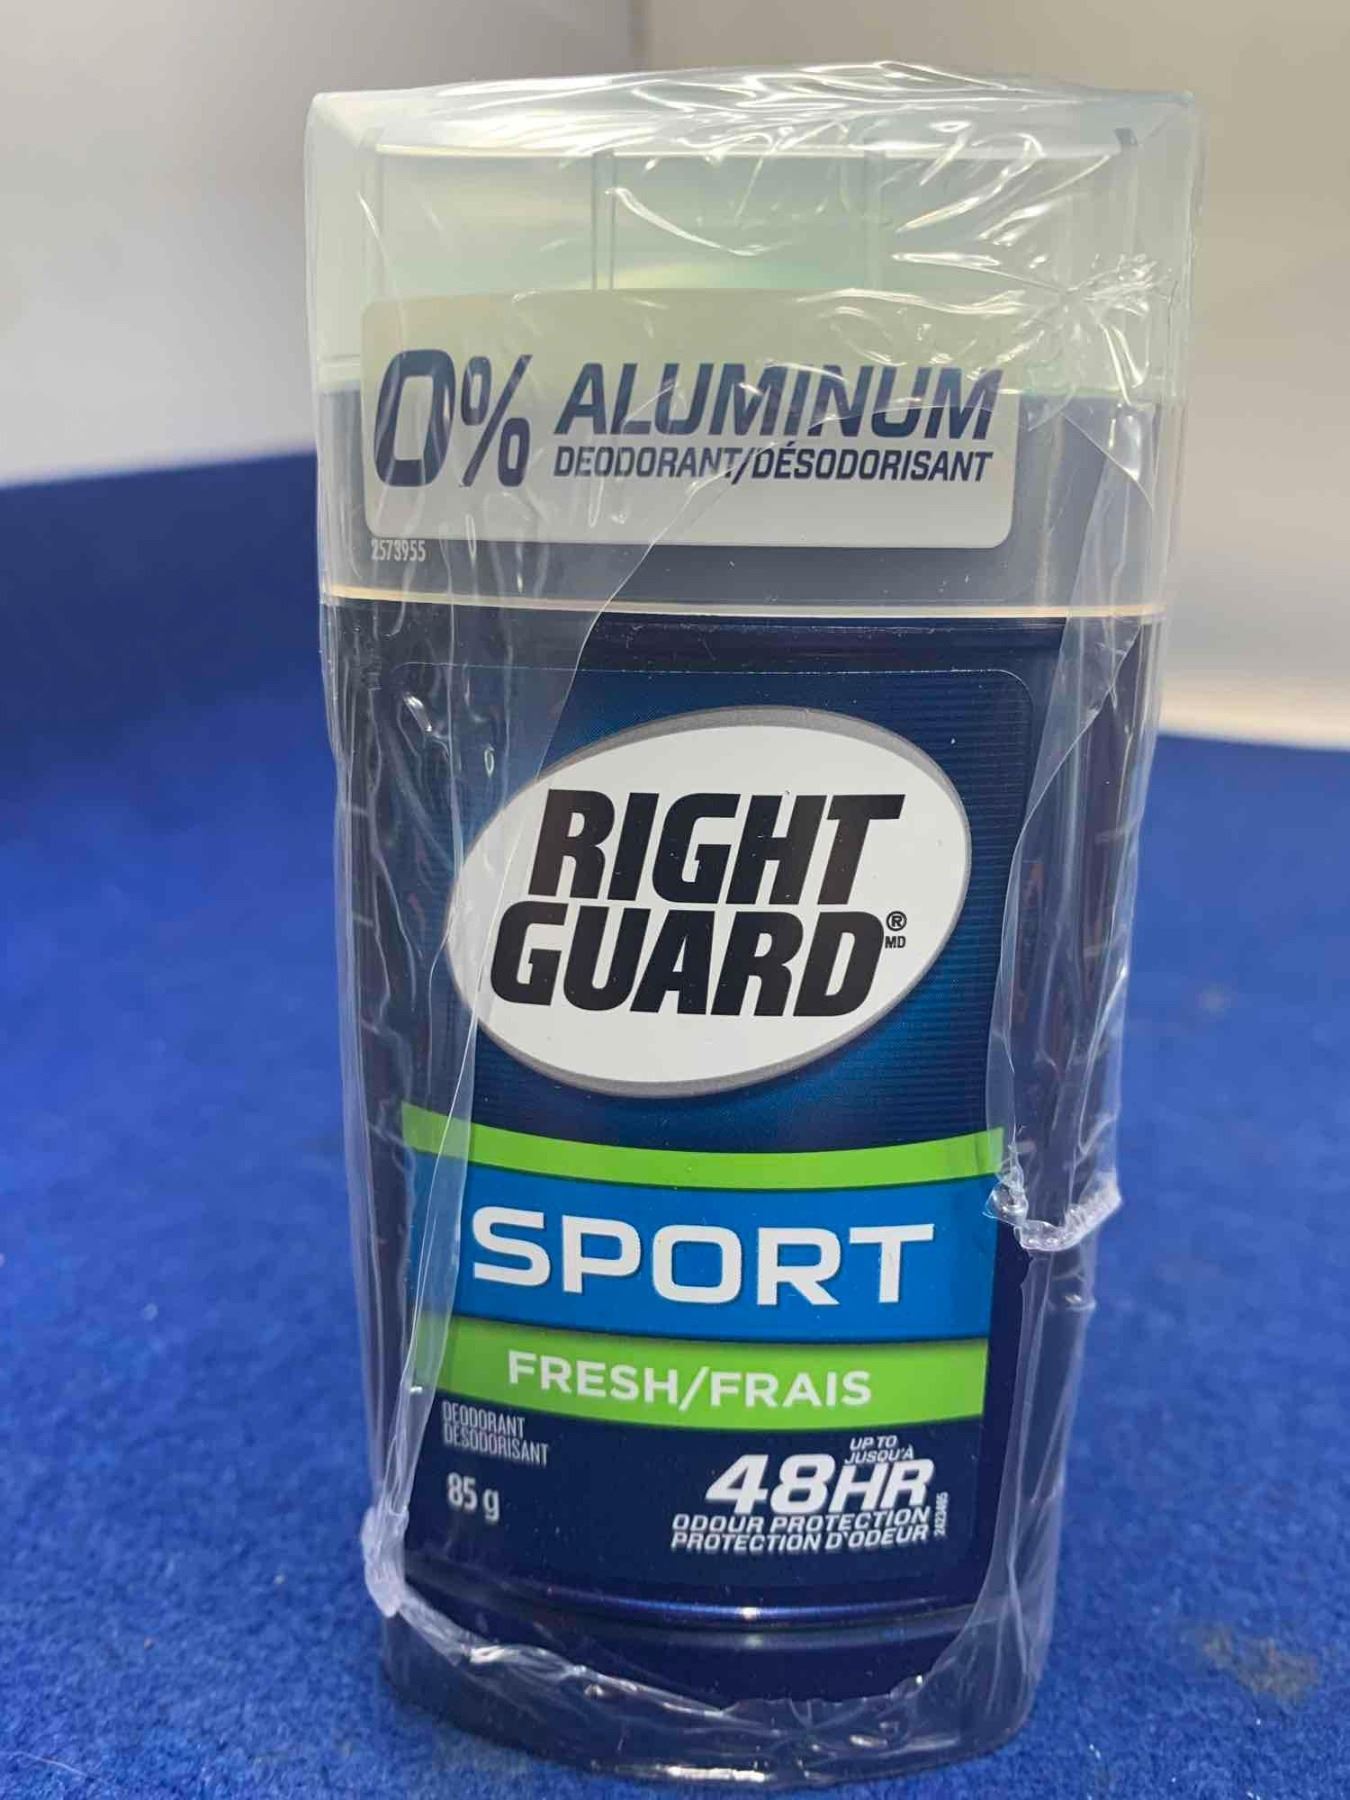 0% ALUMINUM
DEODORANT/DÉSODORISANT
2573955
RIGHT
GUARD®
MD
SPORT
FRESH/FRAIS
DEODORANT
DÉSODORISANT
85 g
UP TO
JUSQU'À
48HR
ODOUR PROTECTION
PROTECTION D'ODEUR